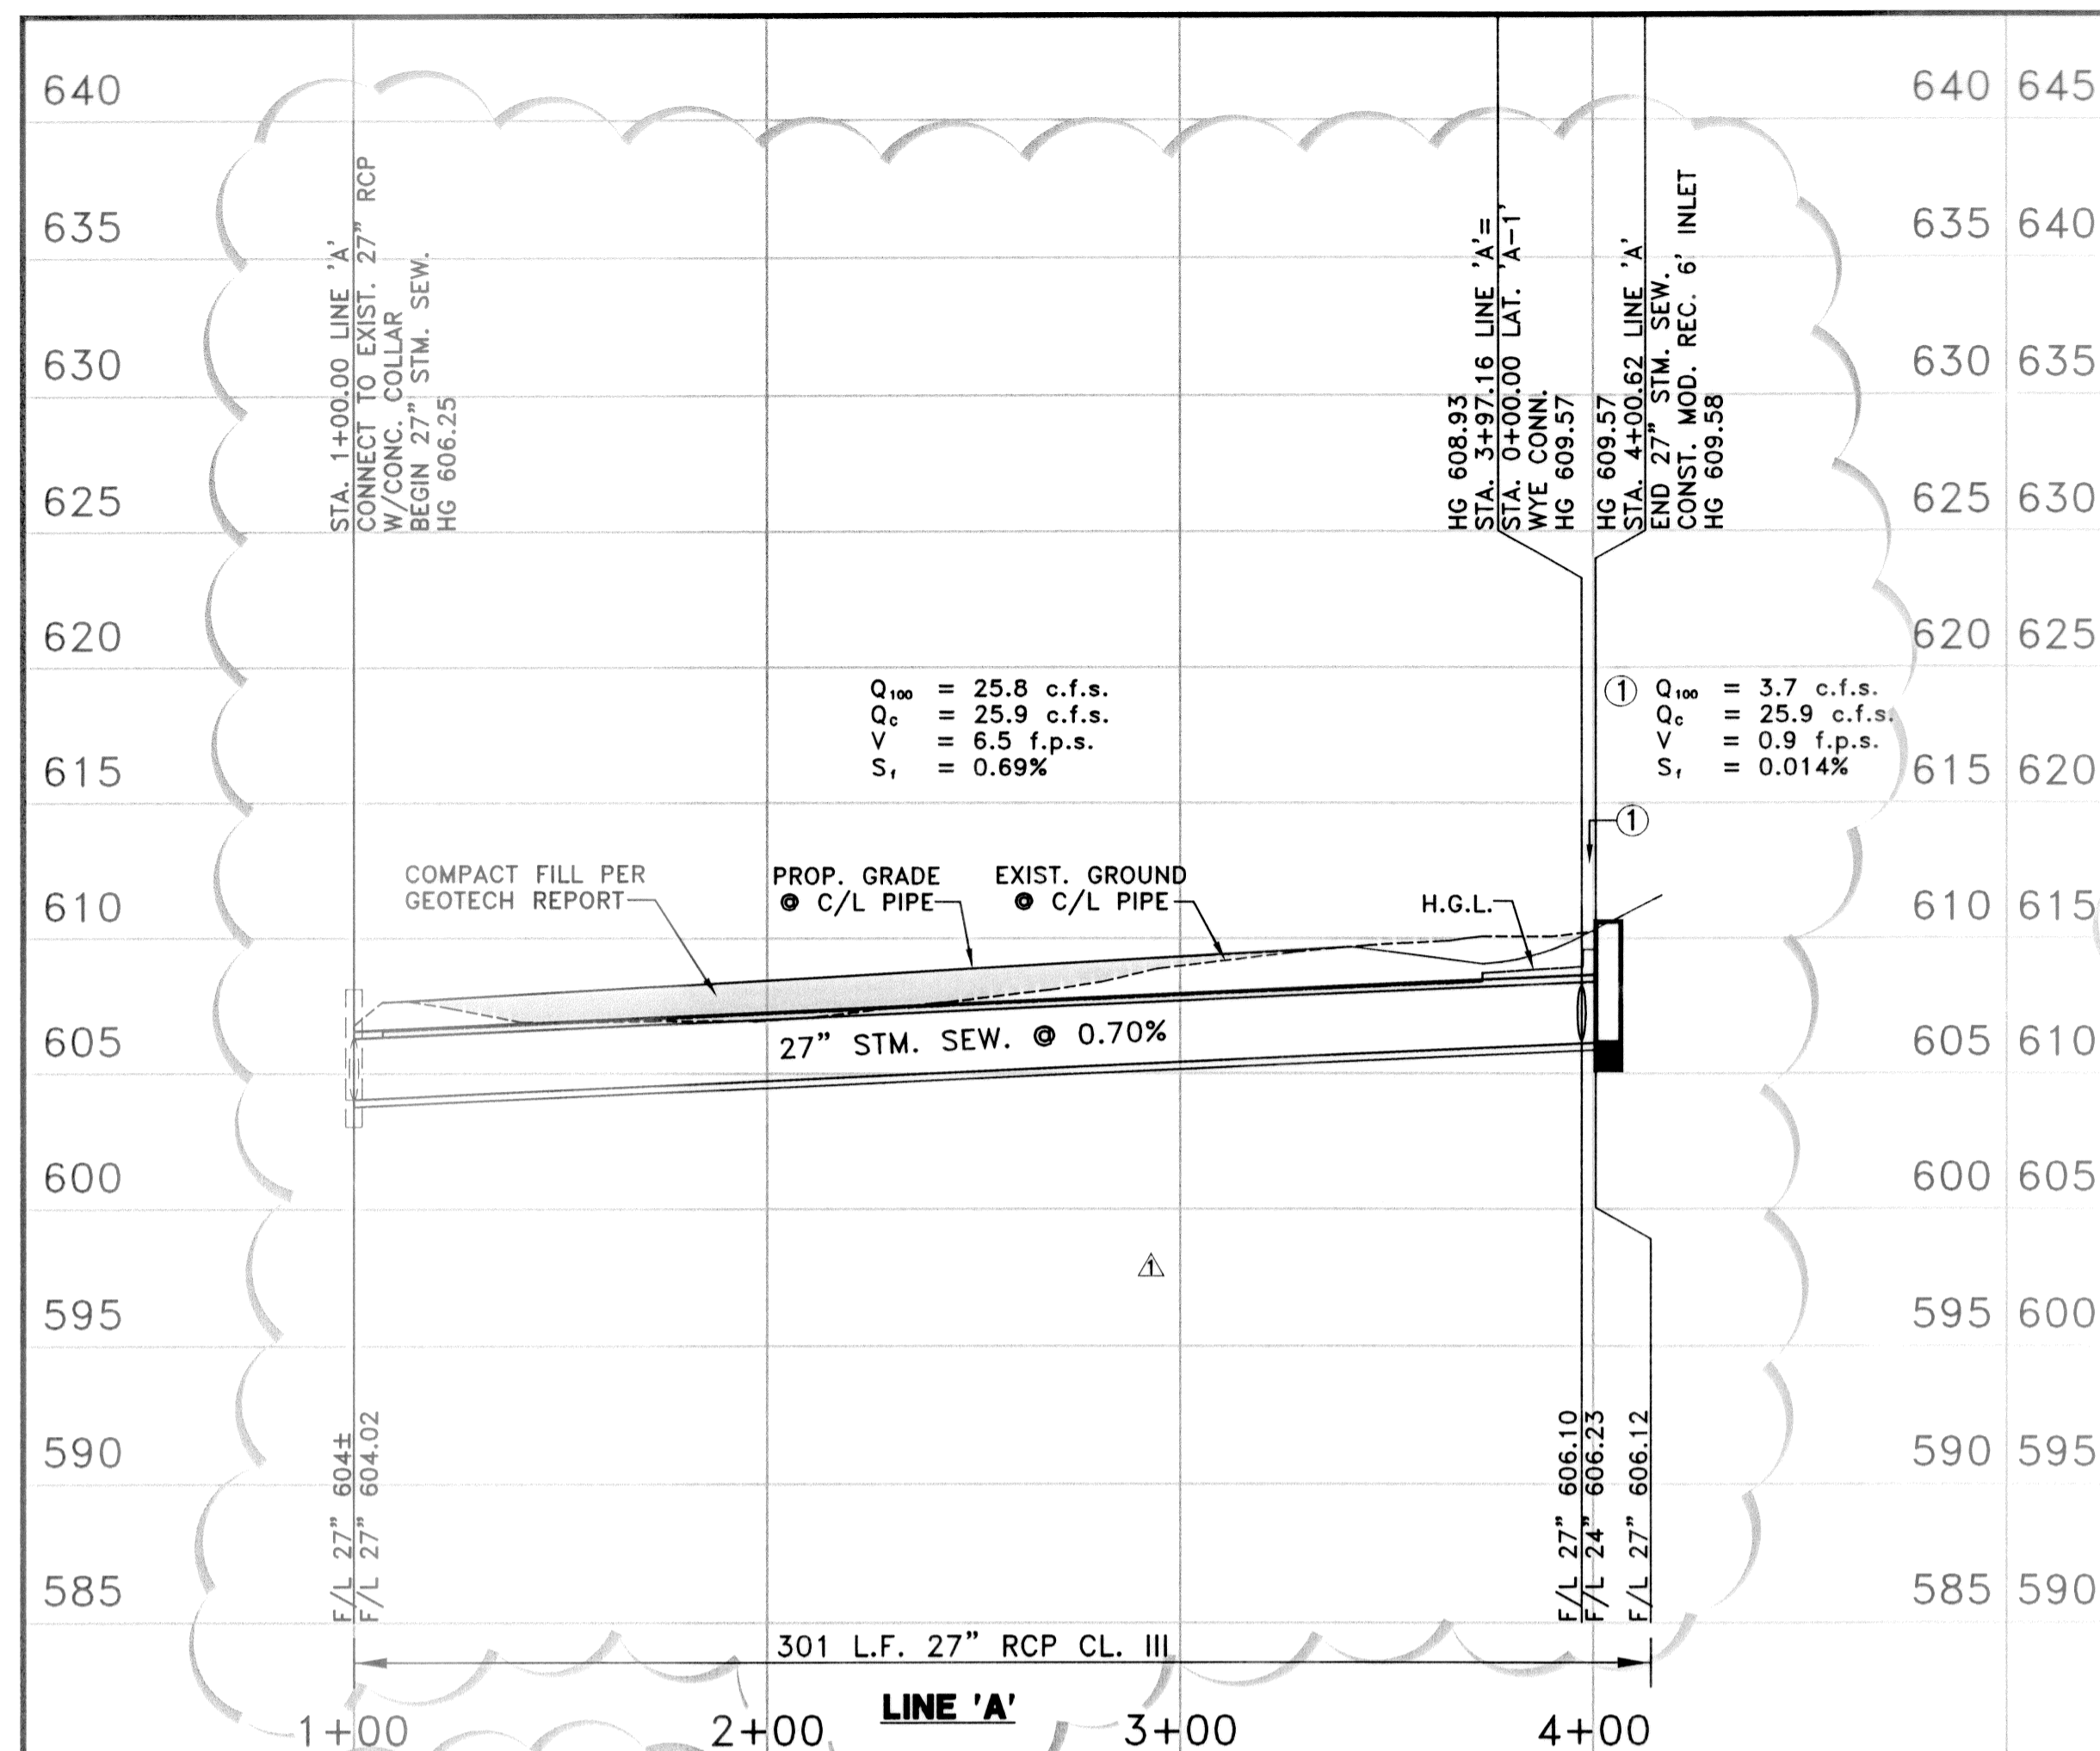 640
635
630
625
620
615
610
605
600
595
590
585
STA. 1+00.00 LINE 'A'
CONNECT TO EXIST. 27" RCP
W/CONC. COLLAR
BEGIN 27" STM. SEW.
HG 606.25
HG 608.93
STA. 3+97.16 LINE 'A'=
STA. 0+00.00 LAT. 'A-1'
WYE CONN.
HG 609.57
HG 609.57
STA. 4+00.62 LINE 'A'
END 27" STM. SEW.
CONST. MOD. REC. 6' INLET
HG 609.58
640 645
635 640
630 635
625 630
620 625
615 620
610 615
605 610
600 605
595 600
590 595
585 590
Q100 = 25.8 c.f.s.
Qc = 25.9 c.f.s.
V = 6.5 f.p.s.
Sf = 0.69%
1 Q100 = 3.7 c.f.s.
Qc = 25.9 c.f.s.
V = 0.9 f.p.s.
Sf = 0.014%
1
COMPACT FILL PER
GEOTECH REPORT
PROP. GRADE
@ C/L PIPE
EXIST. GROUND
@ C/L PIPE
H.G.L.
27" STM. SEW. @ 0.70%
1
F/L 27" 604±
F/L 27" 604.02
F/L 27" 606.10
F/L 24" 606.23
F/L 27" 606.12
301 L.F. 27" RCP CL. III
LINE 'A'
1+00 2+00 3+00 4+00